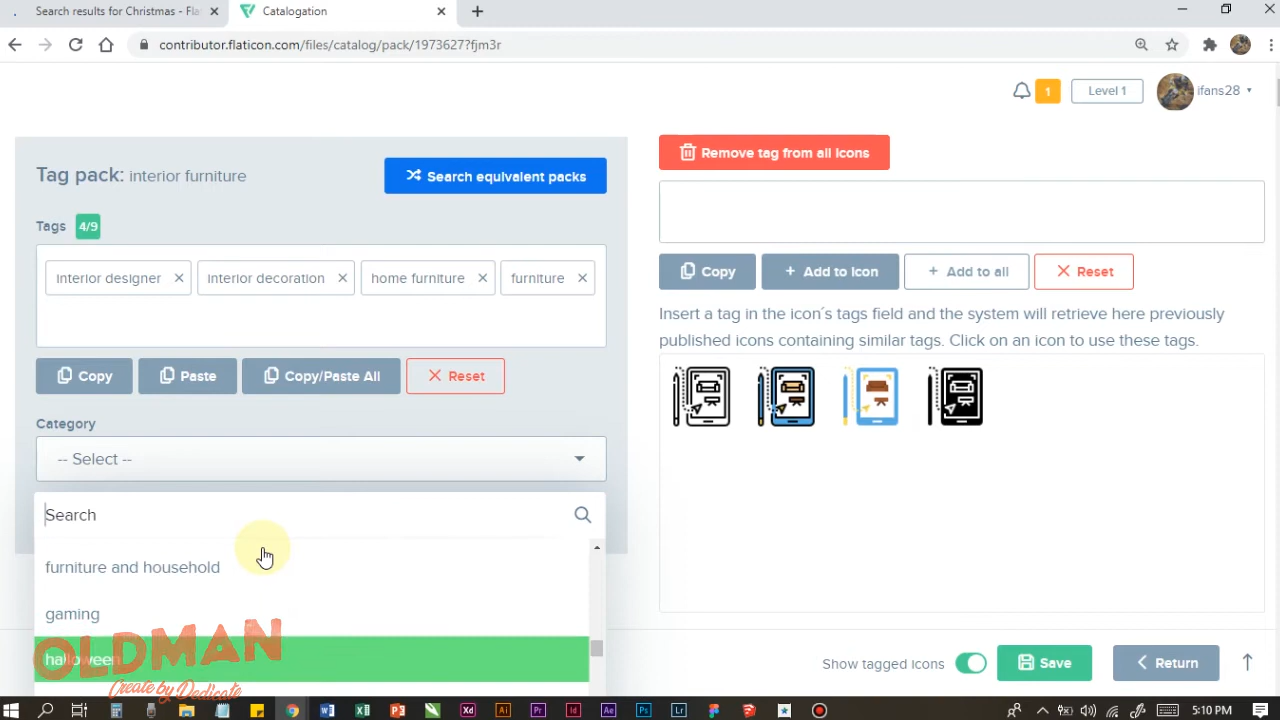 Search results for Christmas - Fla
Catalogation
contributor.flaticon.com/files/catalog/pack/1973627?fjm3r
1
Level 1
ifans28
Tag pack: interior furniture
Search equivalent packs
Tags 4/9
interior designer
interior decoration
home furniture
furniture
Copy
Paste
Copy/Paste All
Reset
Category
-- Select --
Search
furniture and household
gaming
halloween
OLDMAN
Create by Dedicate
Remove tag from all icons
Copy
+ Add to icon
+ Add to all
Reset
Insert a tag in the icon´s tags field and the system will retrieve here previously
published icons containing similar tags. Click on an icon to use these tags.
Show tagged icons
Save
Return
5:10 PM